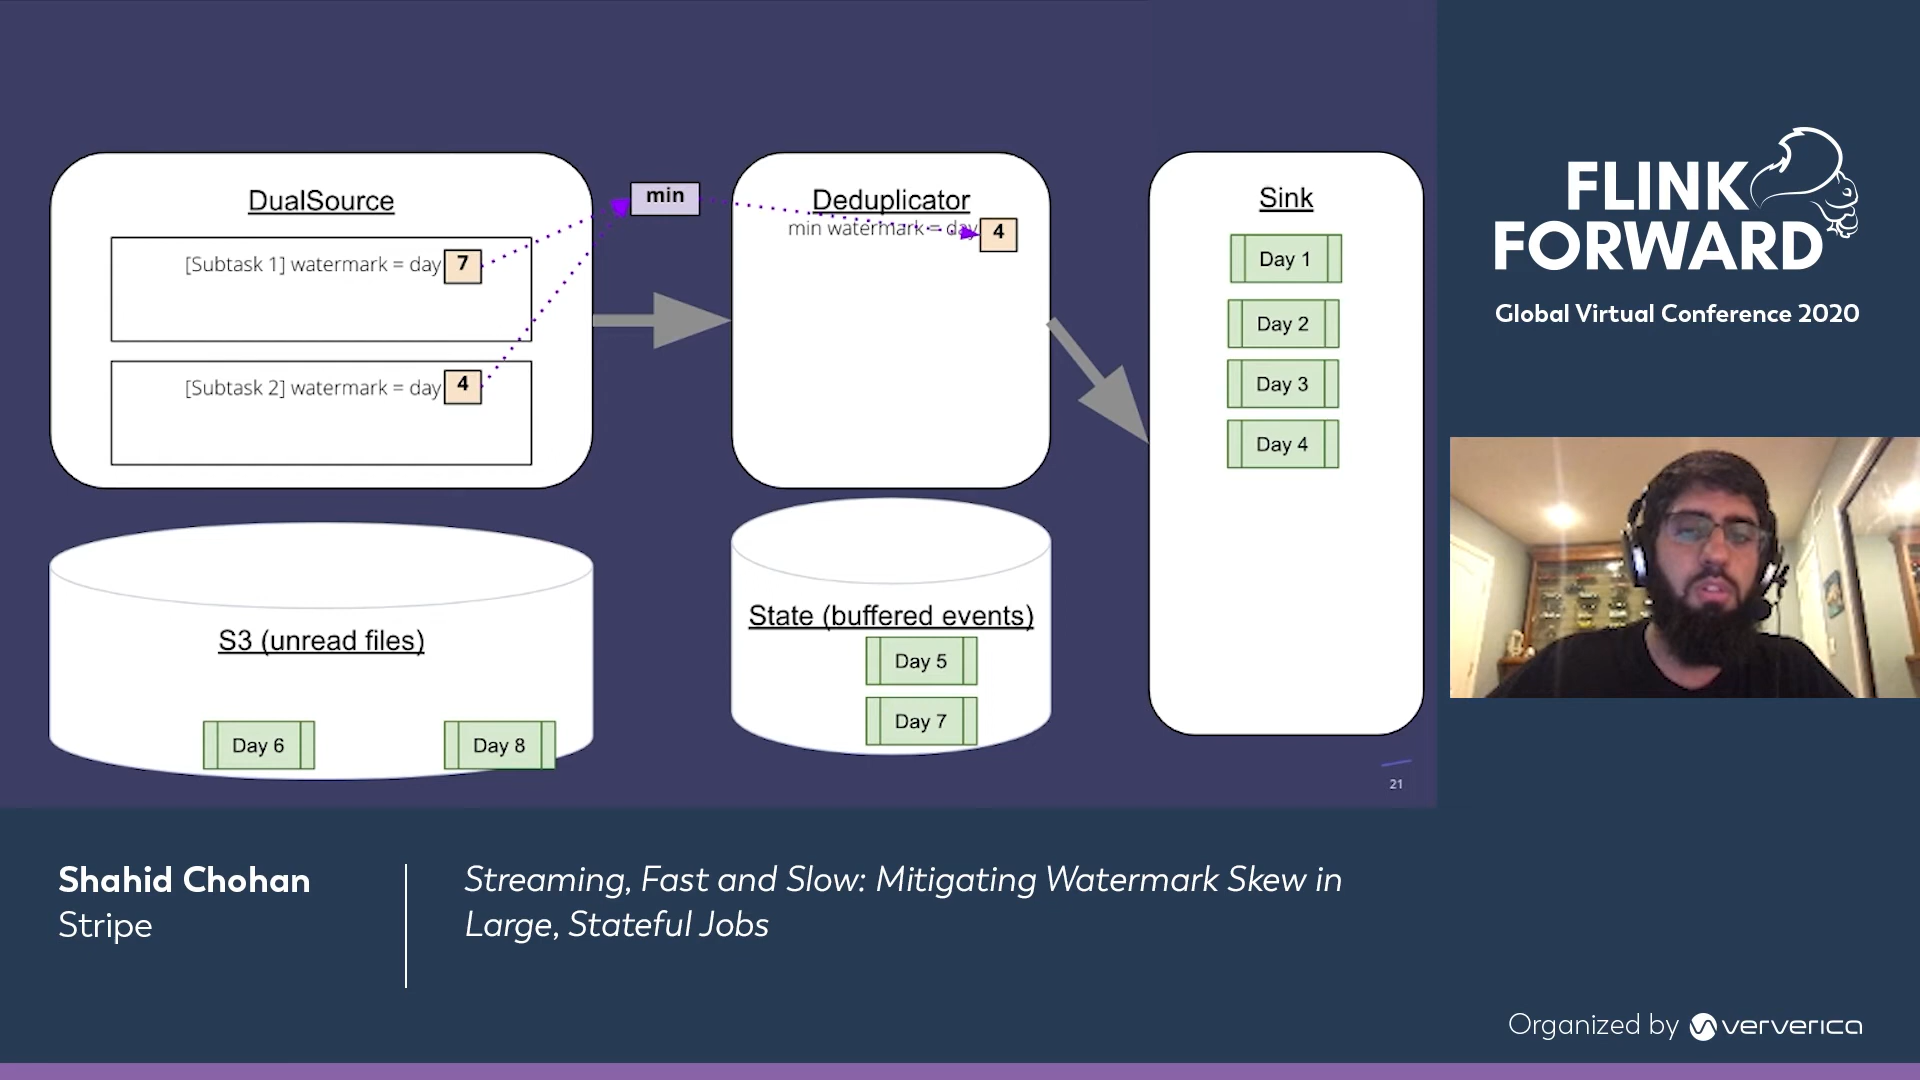 DualSource
[Subtask 1] watermark = day 7
[Subtask 2] watermark = day 4
min
Deduplicator
min watermark = day 4
Sink
Day 1
Day 2
Day 3
Day 4
S3 (unread files)
Day 6
Day 8
State (buffered events)
Day 5
Day 7
21
FLINK
FORWARD
Global Virtual Conference 2020
Shahid Chohan
Stripe
Streaming, Fast and Slow: Mitigating Watermark Skew in
Large, Stateful Jobs
Organized by ververica